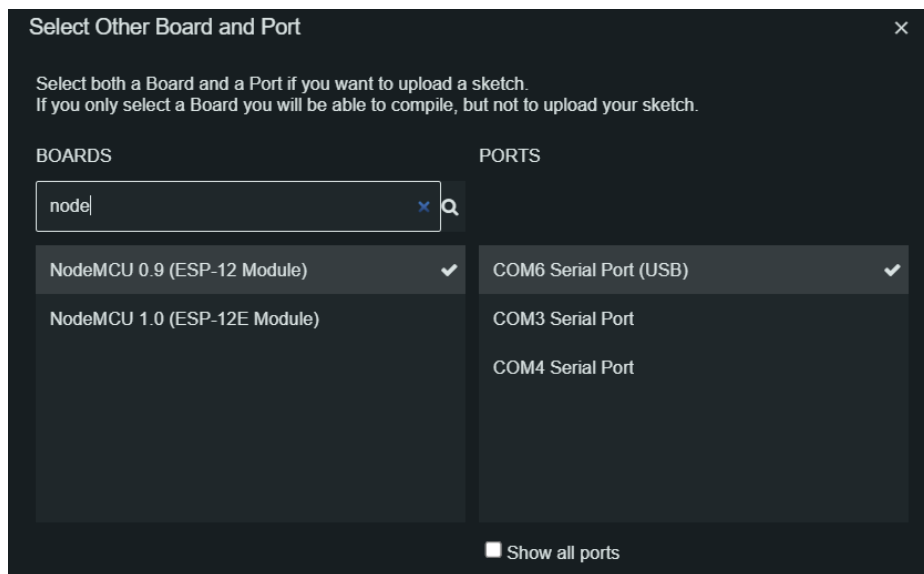 Select Other Board and Port
Select both a Board and a Port if you want to upload a sketch.
If you only select a Board you will be able to compile, but not to upload your sketch.
BOARDS
PORTS
node
NodeMCU 0.9 (ESP-12 Module)
COM6 Serial Port (USB)
NodeMCU 1.0 (ESP-12E Module)
COM3 Serial Port
COM4 Serial Port
Show all ports